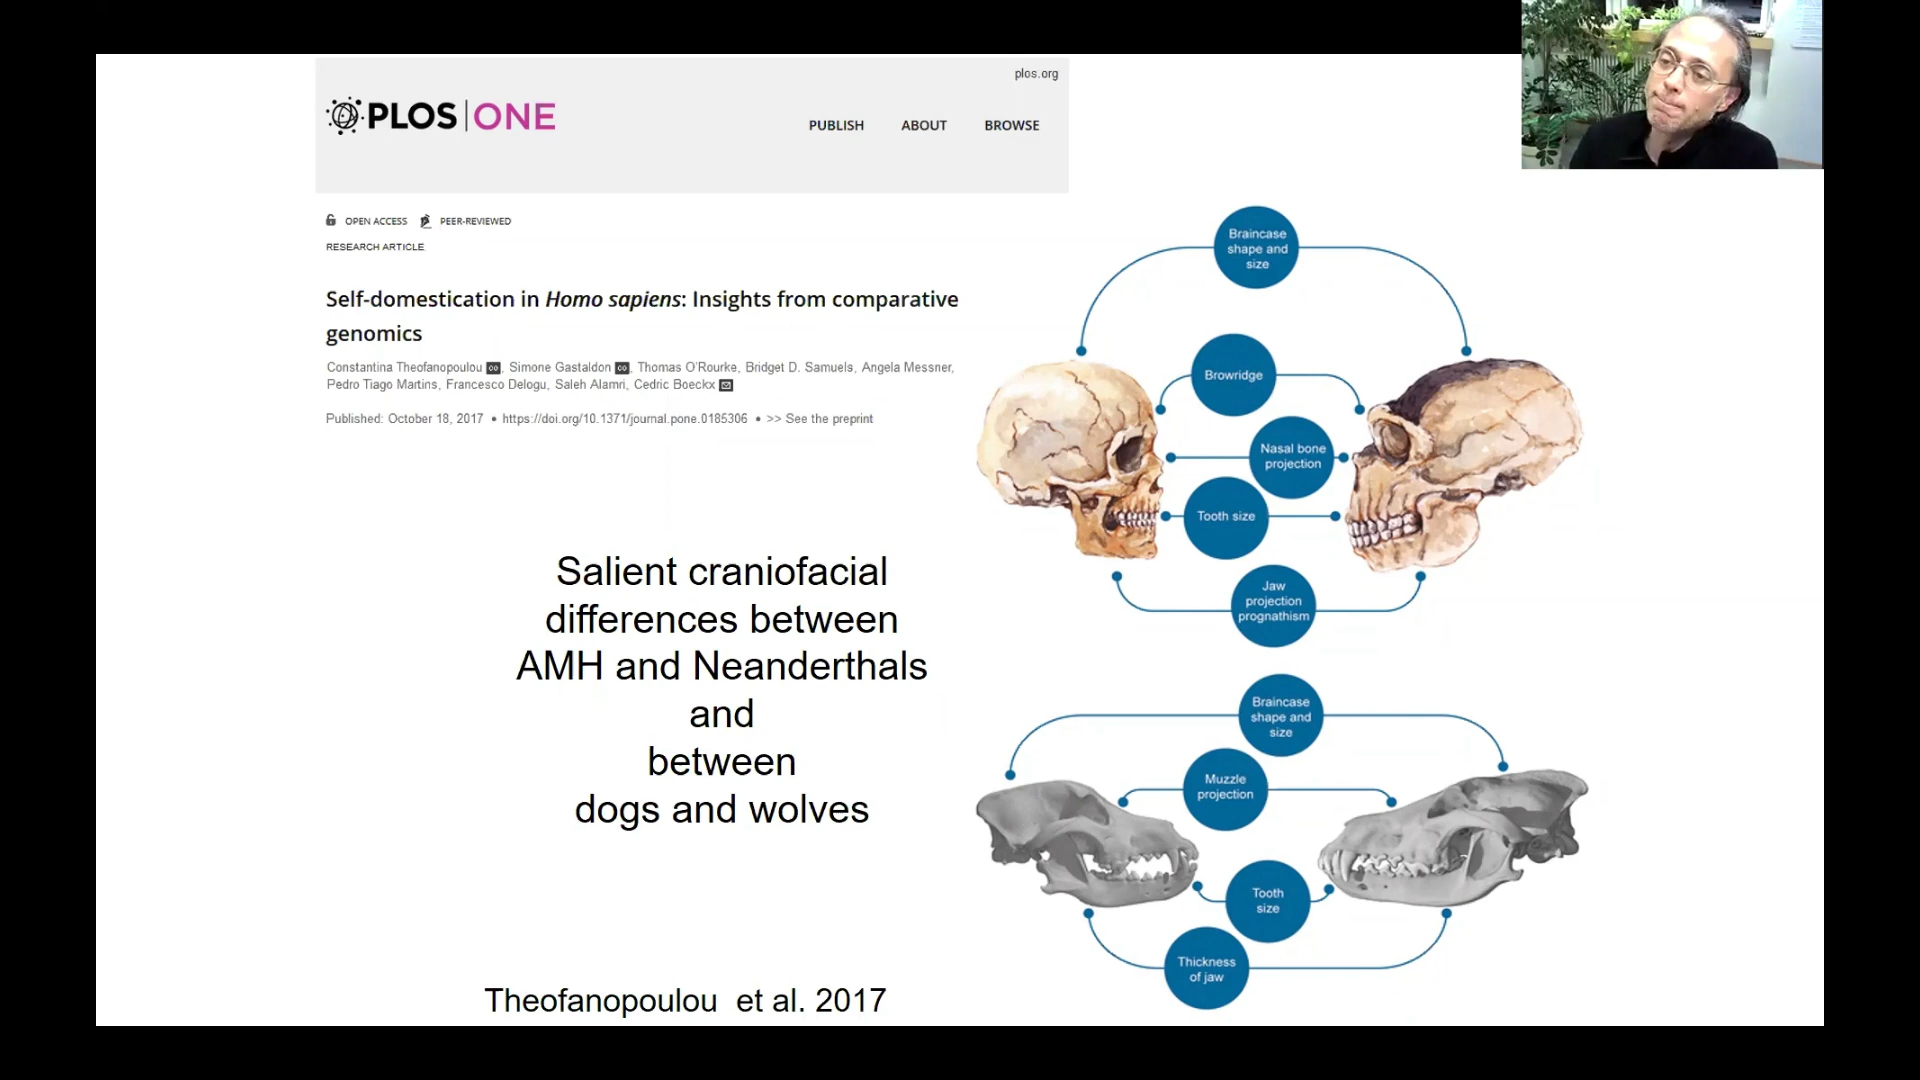 plos.org
PLOS ONE
PUBLISH ABOUT BROWSE
OPEN ACCESS PEER-REVIEWED
RESEARCH ARTICLE
Self-domestication in Homo sapiens: Insights from comparative
genomics
Constantina Theofanopoulou, Simone Gastaldon, Thomas O'Rourke, Bridget D. Samuels, Angela Messner,
Pedro Tiago Martins, Francesco Delogu, Saleh Alamri, Cedric Boeckx
Published: October 18, 2017 • https://doi.org/10.1371/journal.pone.0185306 • >> See the preprint
Salient craniofacial
differences between
AMH and Neanderthals
and
between
dogs and wolves
Theofanopoulou et al. 2017
Braincase
shape and
size
Browridge
Nasal bone
projection
Tooth size
Jaw
projection
prognathism
Braincase
shape and
size
Muzzle
projection
Tooth
size
Thickness
of jaw